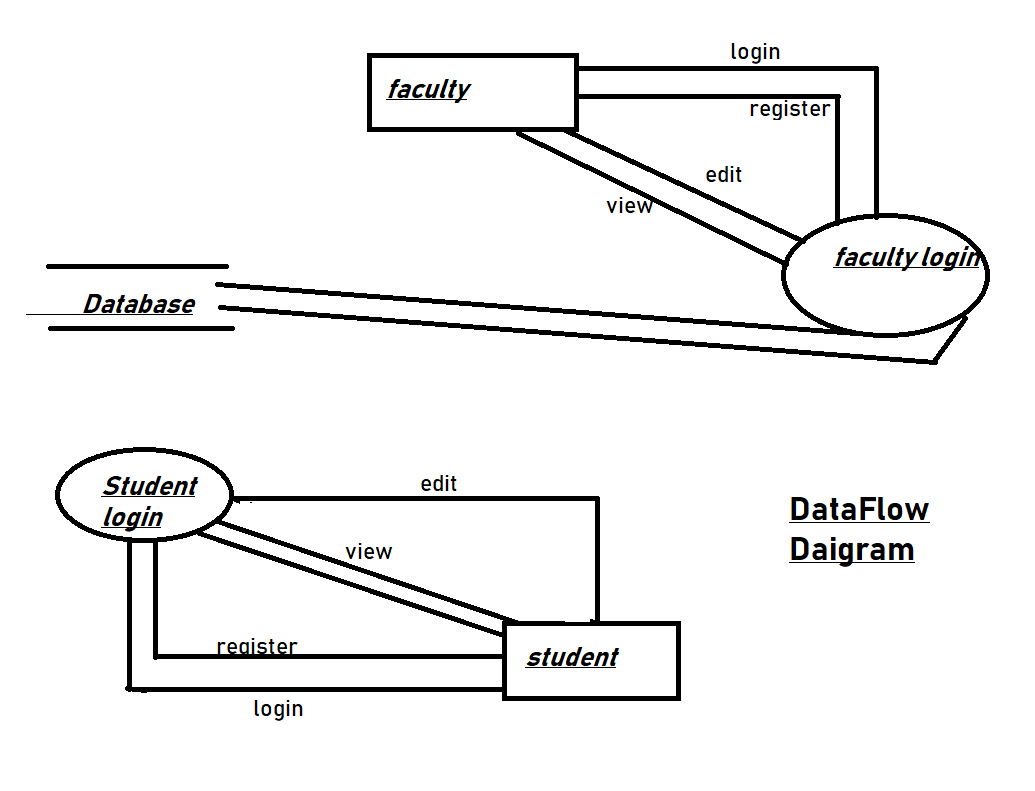 login
faculty
register
edit
view
faculty login
Database
Student
login
edit
DataFlow
Daigram
view
register
student
login